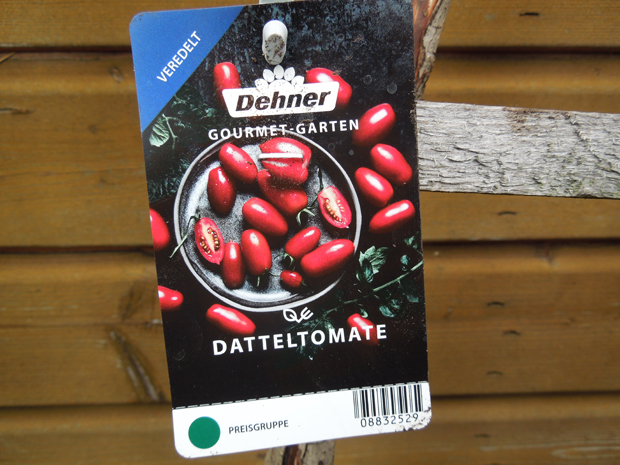 VEREDELT
Dehner
GOURMET-GARTEN
DATTELTOMATE
PREISGRUPPE
08832529